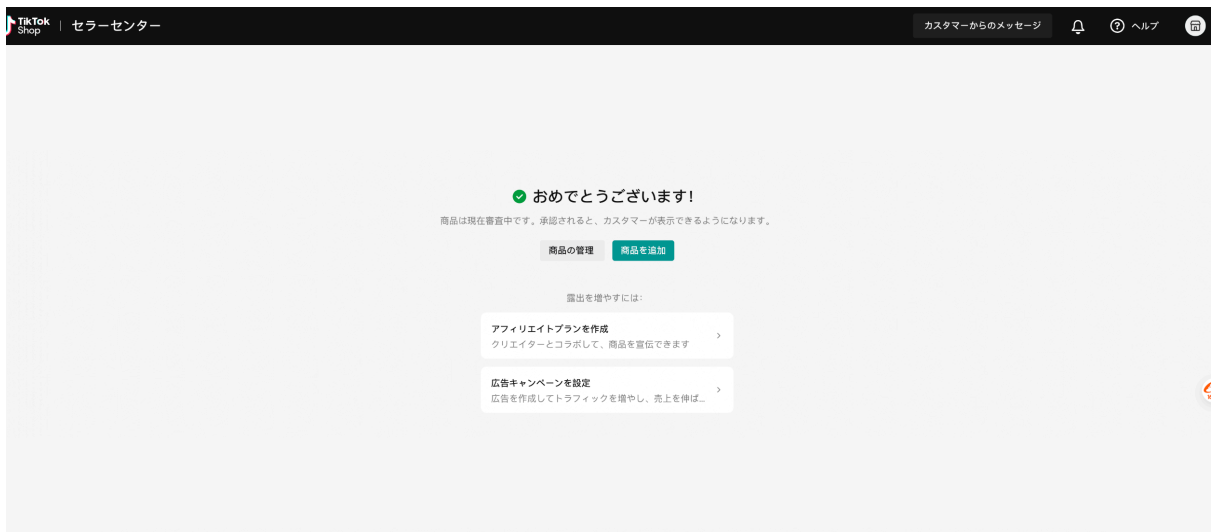 TikTok
Shop
セラーセンター
カスタマーからのメッセージ
ヘルプ
おめでとうございます!
商品は現在審査中です。承認されると、カスタマーが表示できるようになります。
商品の管理
商品を追加
露出を増やすには:
アフィリエイトプランを作成
クリエイターとコラボして、商品を宣伝できます
広告キャンペーンを設定
広告を作成してトラフィックを増やし、売上を伸ば...